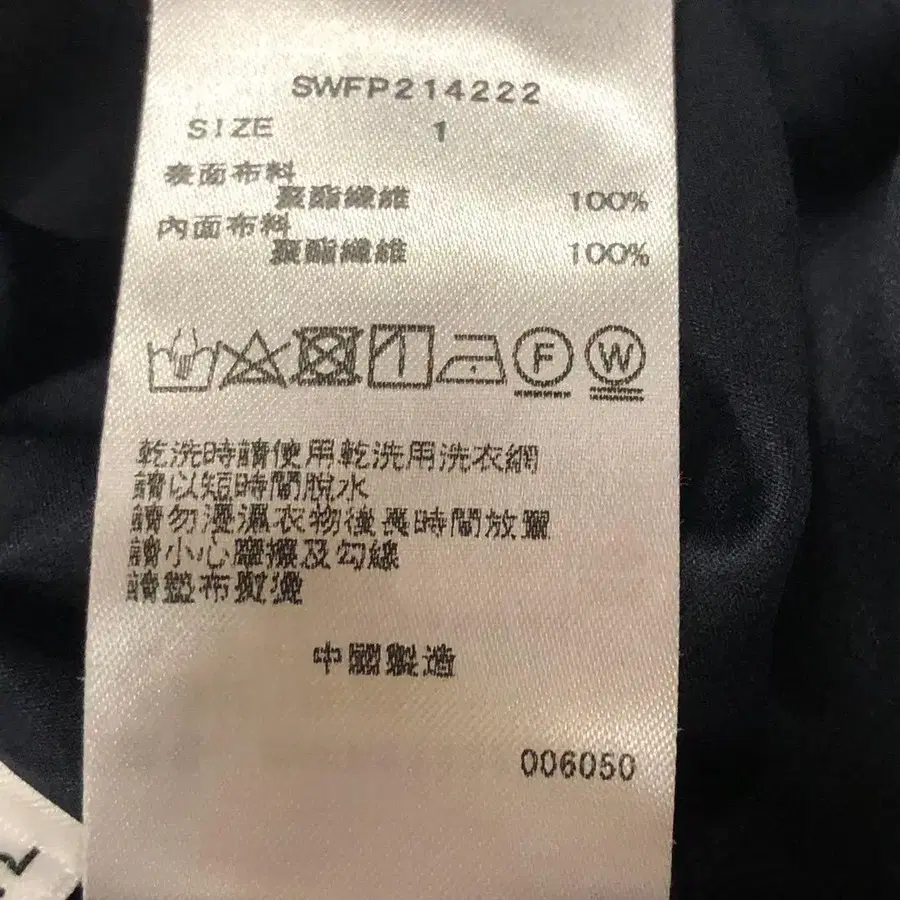 SWFP214222
SIZE 1
表面布料
聚酯纖維 100%
內面布料
聚酯纖維 100%
F W
乾洗時請使用乾洗用洗衣網
請以短時間脫水
請勿浸濕衣物後長時間放置
請小心摩擦及勾線
請墊布熨燙
中國製造
006050